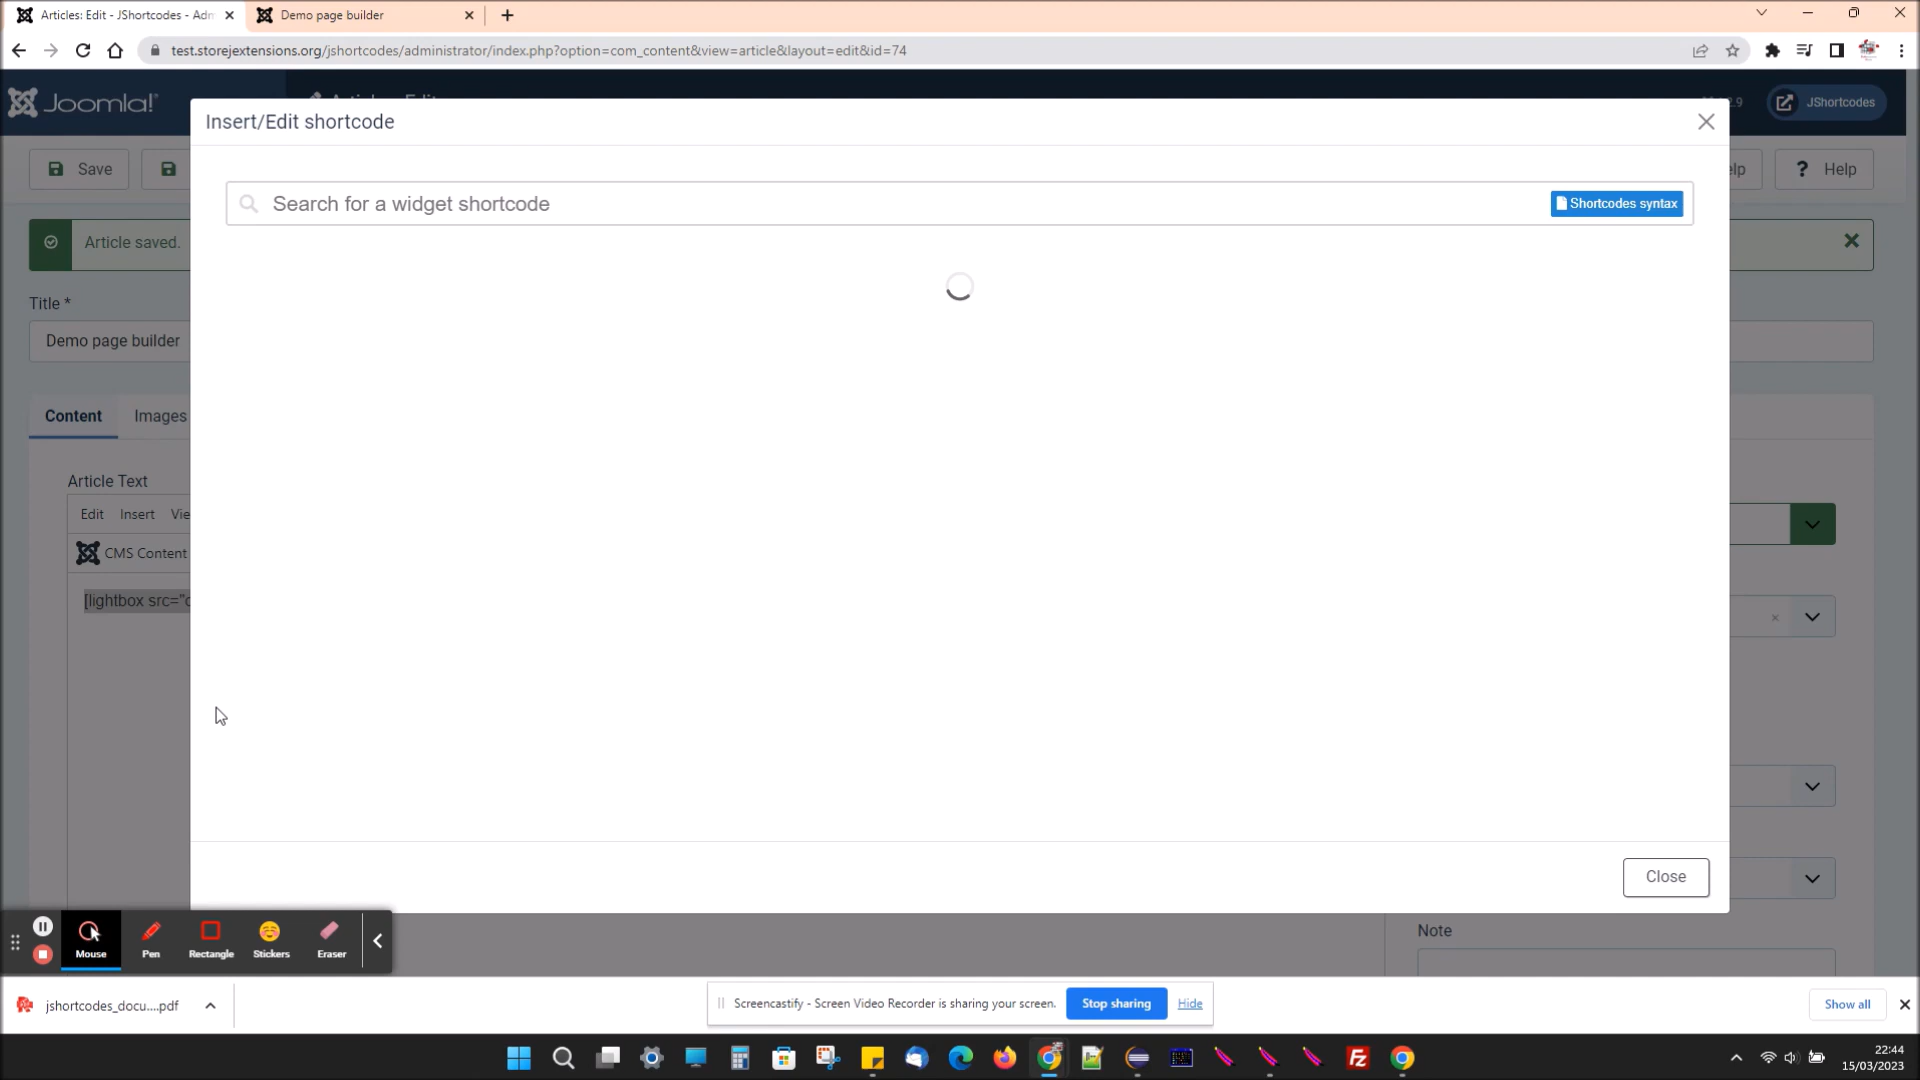 Articles: Edit - JShortcodes - Adm
Demo page builder
test.storejextensions.org/jshortcodes/administrator/index.php?option=com_content&view=article&layout=edit&id=74
Joomla!
JShortcodes
Insert/Edit shortcode
Save
Help
Search for a widget shortcode
Shortcodes syntax
Article saved.
Title *
Demo page builder
Content
Images
Article Text
Edit
Insert
CMS Content
[lightbox src="
Close
Note
Mouse
Pen
Rectangle
Stickers
Eraser
jshortcodes_docu....pdf
Screencastify - Screen Video Recorder is sharing your screen.
Stop sharing
Hide
Show all
22:44
15/03/2023